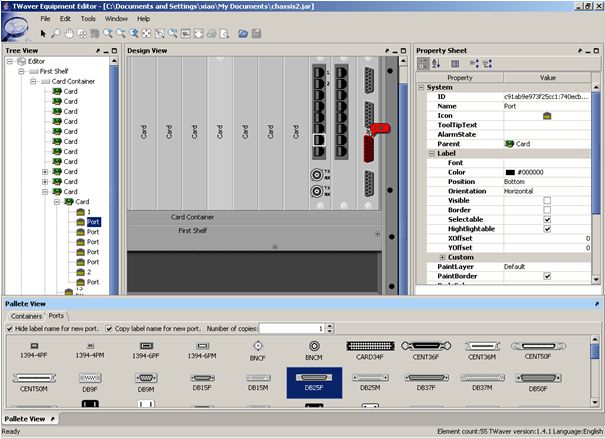 TWaver Equipment Editor - [C:\Documents and Settings\xiao\My Documents\chassis2.jar]
File Edit Tools Window Help
Tree View
Editor
First Shelf
Card Container
Card
Card
Card
Card
Card
Card
Card
Card
Card
Card
Card
Card
1
Port
Port
Port
Port
Port
2
Port
Design View
Card Card Card Card Card Card Card
1
2
TX
RX
TX
RX
Card Container
First Shelf
Property Sheet
Property Value
System
ID c91ab9e973f25cc1:740ecb...
Name Port
Icon
ToolTipText
AlarmState
Parent Card
Label
Font
Color #000000
Position Bottom
Orientation Horizontal
Visible
Border
Selectable
Hightlightable
XOffset 0
YOffset 0
Custom
PaintLayer Default
PaintBorder
Pallete View
Containers Ports
Hide label name for new port. Copy label name for new port. Number of copies: 1
1394-4PF 1394-4PM 1394-6PF 1394-6PM BNCF BNCM CARD34F CENT36F CENT36M CENT50F
CENT50M DB9F DB9M DB15F DB15M DB25F DB25M DB37F DB37M DB50F
Pallete View
Ready Element count:55 TWaver version:1.4.1 Language:English